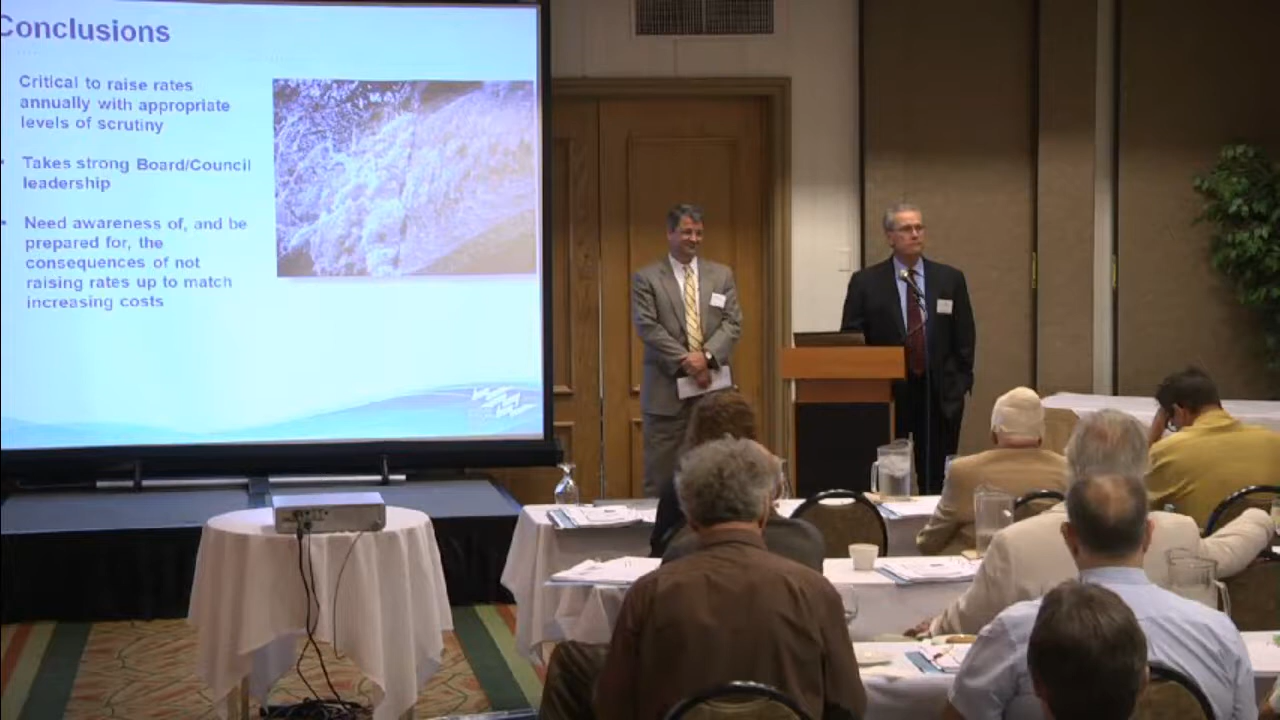 Conclusions
Critical to raise rates
annually with appropriate
levels of scrutiny
• Takes strong Board/Council
leadership
• Need awareness of, and be
prepared for, the
consequences of not
raising rates up to match
increasing costs